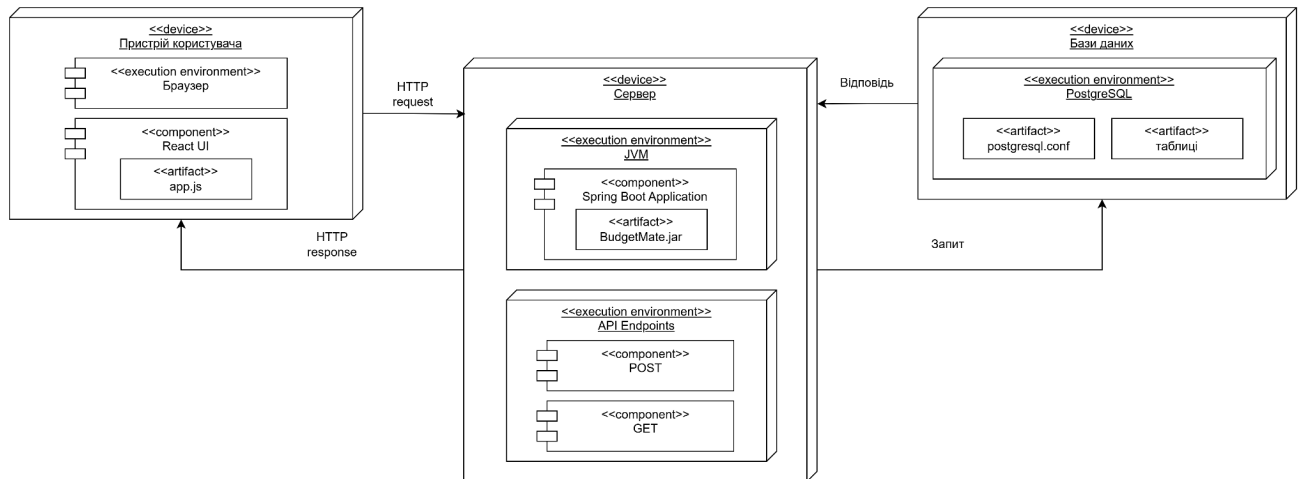 <<device>>
Пристрій користувача
<<execution environment>>
Браузер
<<component>>
React UI
<<artifact>>
app.js
HTTP
request
HTTP
response
<<device>>
Сервер
<<execution environment>>
JVM
<<component>>
Spring Boot Application
<<artifact>>
BudgetMate.jar
<<execution environment>>
API Endpoints
<<component>>
POST
<<component>>
GET
Відповідь
Запит
<<device>>
Бази даних
<<execution environment>>
PostgreSQL
<<artifact>>
postgresql.conf
<<artifact>>
таблиці